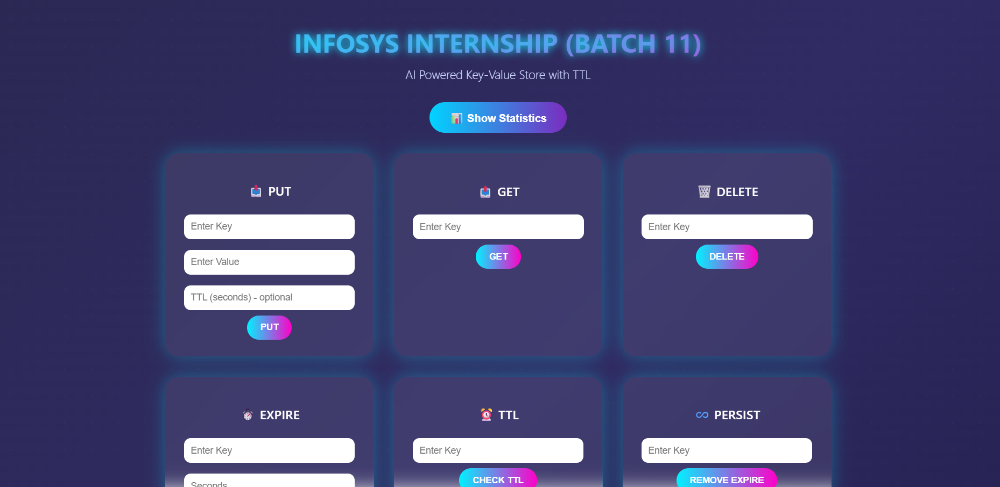 INFOSYS INTERNSHIP (BATCH 11)
AI Powered Key-Value Store with TTL
Show Statistics
PUT
Enter Key
Enter Value
TTL (seconds) - optional
PUT
GET
Enter Key
GET
DELETE
Enter Key
DELETE
EXPIRE
Enter Key
Seconds
TTL
Enter Key
CHECK TTL
PERSIST
Enter Key
REMOVE EXPIRE